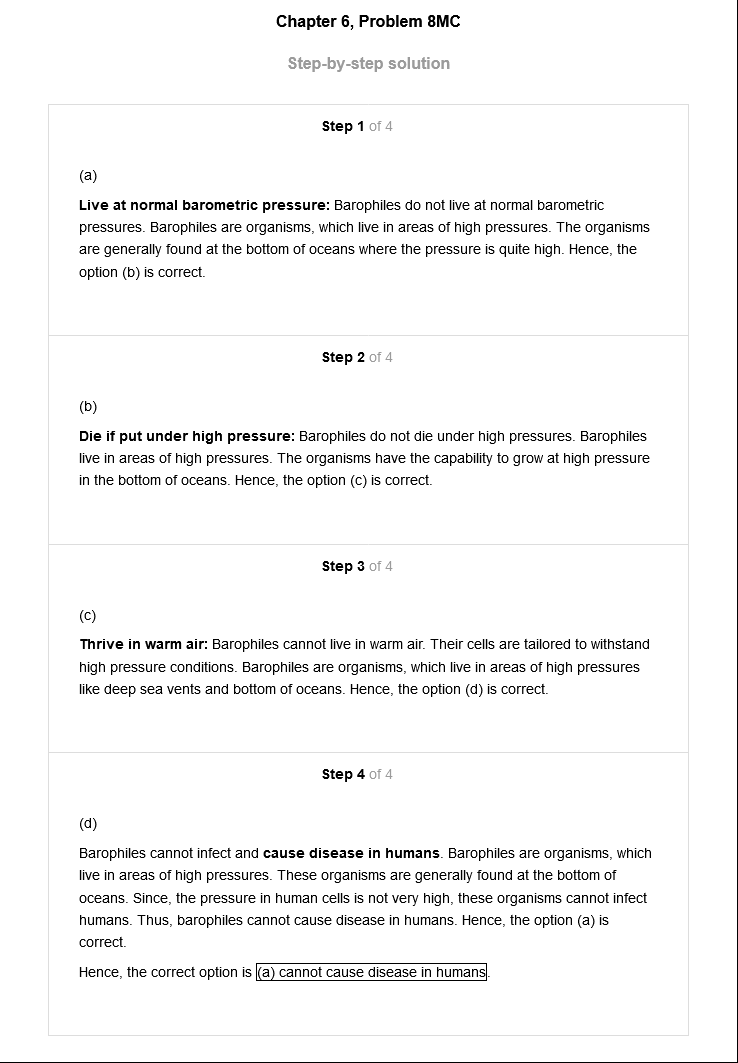 Chapter 6, Problem 8MC
Step-by-step solution
Step 1 of 4
(a)
Live at normal barometric pressure: Barophiles do not live at normal barometric
pressures. Barophiles are organisms, which live in areas of high pressures. The organisms
are generally found at the bottom of oceans where the pressure is quite high. Hence, the
option (b) is correct.
Step 2 of 4
(b)
Die if put under high pressure: Barophiles do not die under high pressures. Barophiles
live in areas of high pressures. The organisms have the capability to grow at high pressure
in the bottom of oceans. Hence, the option (c) is correct.
Step 3 of 4
(c)
Thrive in warm air: Barophiles cannot live in warm air. Their cells are tailored to withstand
high pressure conditions. Barophiles are organisms, which live in areas of high pressures
like deep sea vents and bottom of oceans. Hence, the option (d) is correct.
Step 4 of 4
(d)
Barophiles cannot infect and cause disease in humans. Barophiles are organisms, which
live in areas of high pressures. These organisms are generally found at the bottom of
oceans. Since, the pressure in human cells is not very high, these organisms cannot infect
humans. Thus, barophiles cannot cause disease in humans. Hence, the option (a) is
correct.
Hence, the correct option is (a) cannot cause disease in humans.